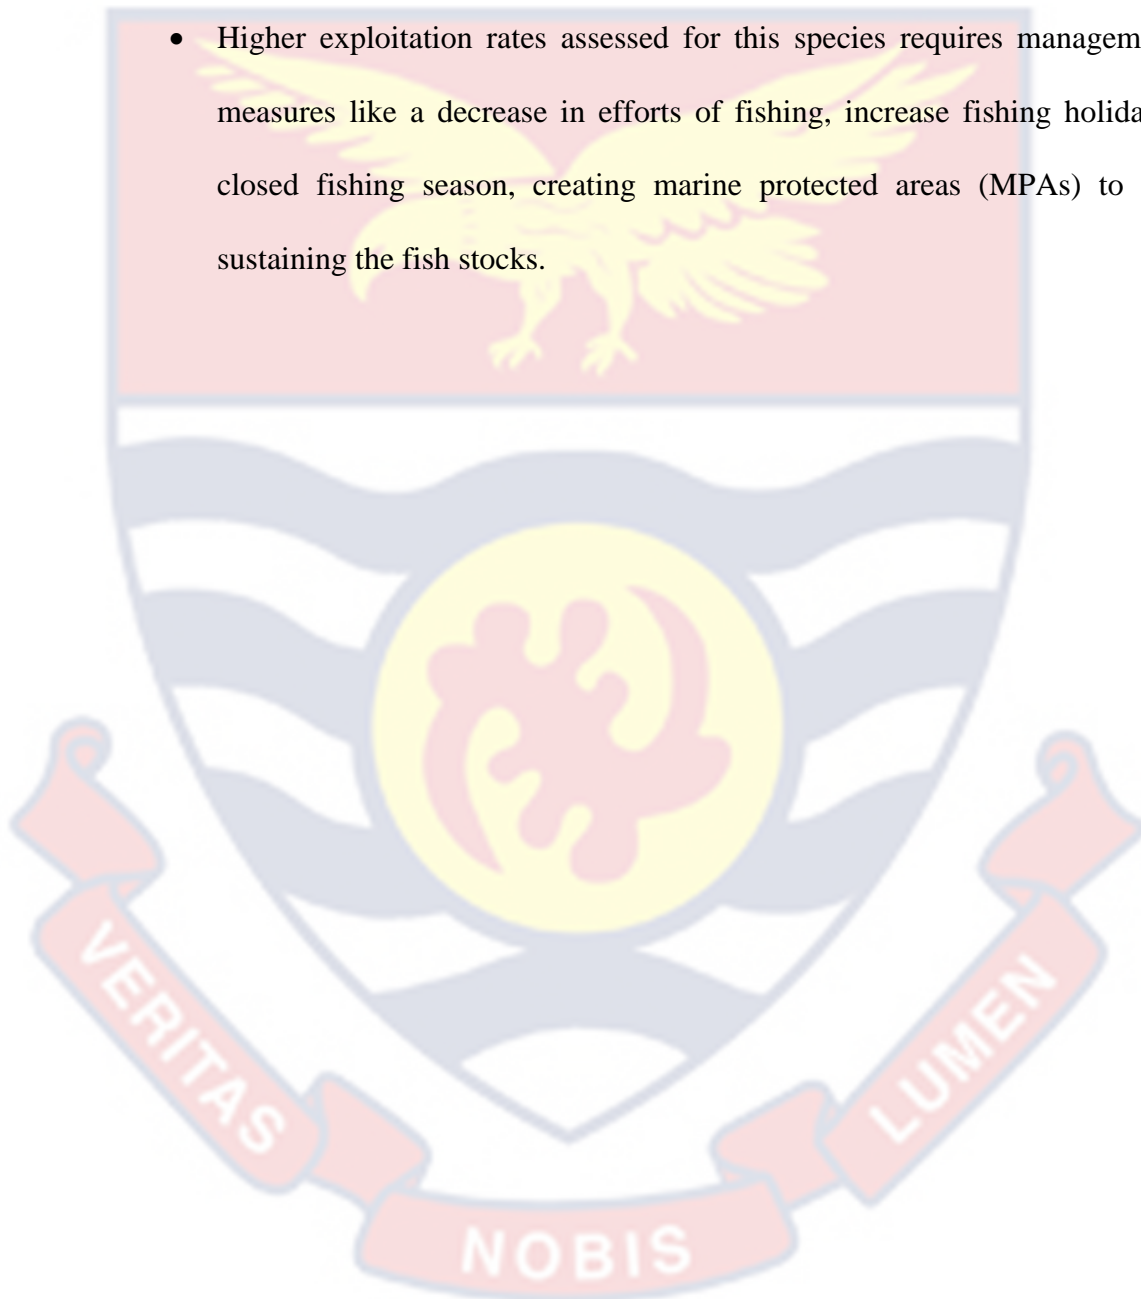 • Higher exploitation rates assessed for this species requires managem
measures like a decrease in efforts of fishing, increase fishing holida
closed fishing season, creating marine protected areas (MPAs) to
sustaining the fish stocks.
VERITAS
NOBIS
LUMEN